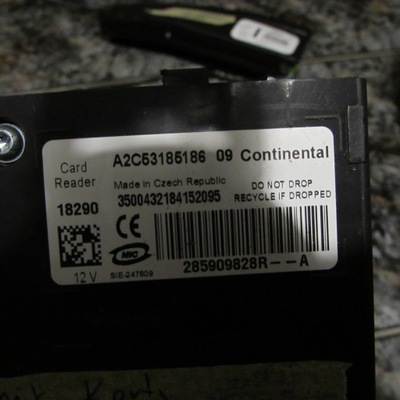 Card
Reader
A2C53185186 09 Continental
Made in Czech Republic
DO NOT DROP
18290
3500432184152095
RECYCLE IF DROPPED
CE
MIC
12 V
SIE-247609
285909828R--A